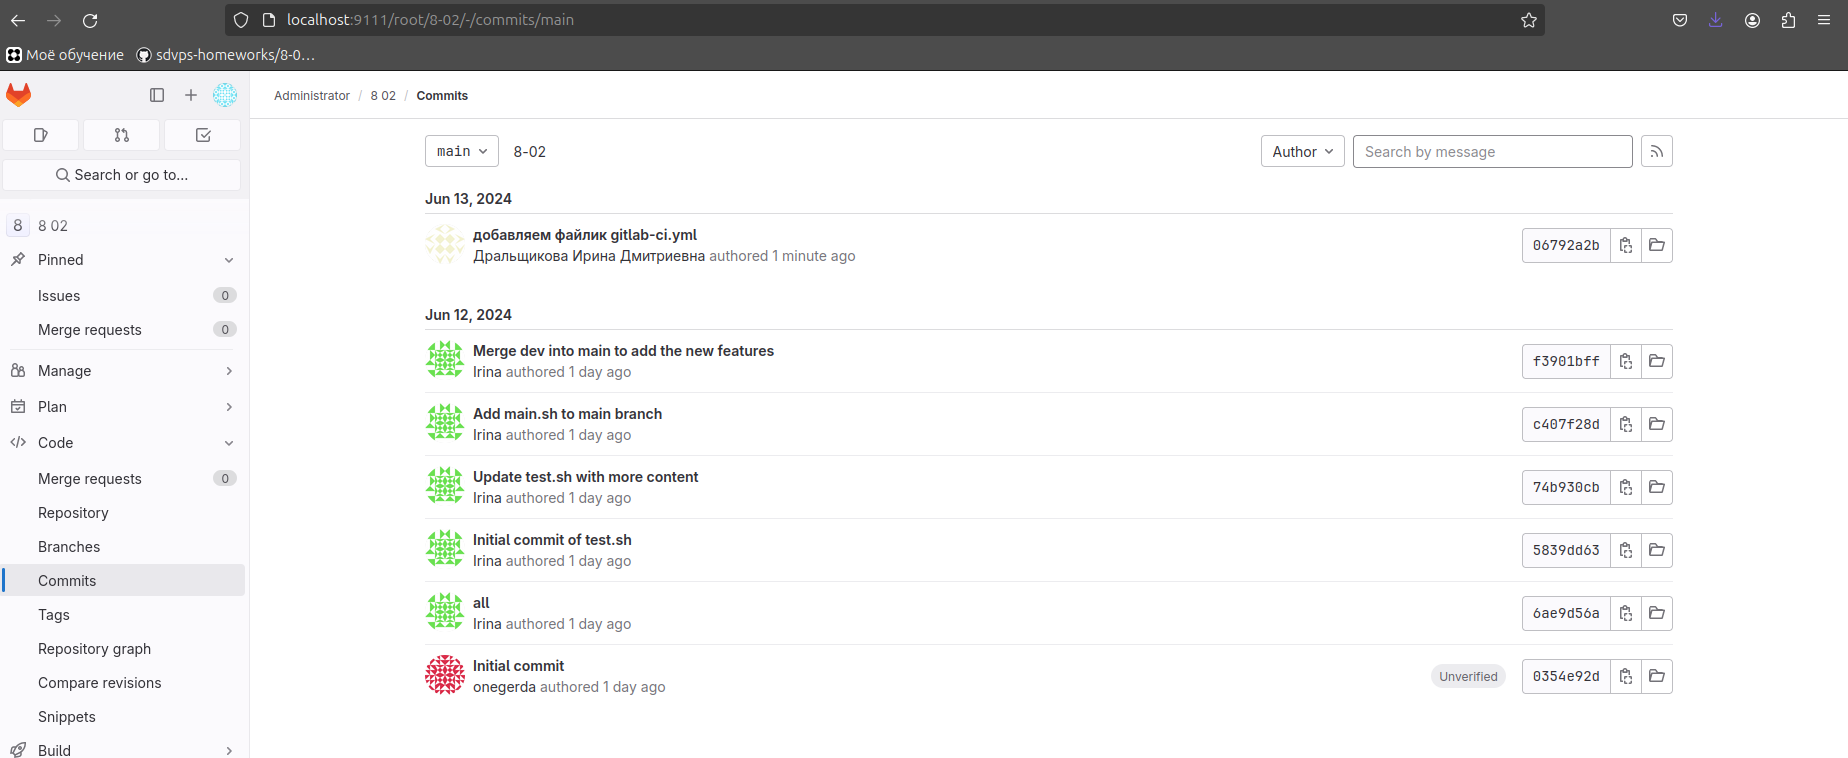 localhost:9111/root/8-02/-/commits/main
Моё обучение
sdvps-homeworks/8-0…
Administrator / 8 02 / Commits
main
8-02
Author
Search by message
Search or go to...
8
8 02
Pinned
Issues 0
Merge requests 0
Manage
Plan
Code
Merge requests 0
Repository
Branches
Commits
Tags
Repository graph
Compare revisions
Snippets
Build
Jun 13, 2024
добавляем файлик gitlab-ci.yml
Дральщикова Ирина Дмитриевна authored 1 minute ago
06792a2b
Jun 12, 2024
Merge dev into main to add the new features
Irina authored 1 day ago
f3901bff
Add main.sh to main branch
Irina authored 1 day ago
c407f28d
Update test.sh with more content
Irina authored 1 day ago
74b930cb
Initial commit of test.sh
Irina authored 1 day ago
5839dd63
all
Irina authored 1 day ago
6ae9d56a
Initial commit
onegerda authored 1 day ago
Unverified
0354e92d